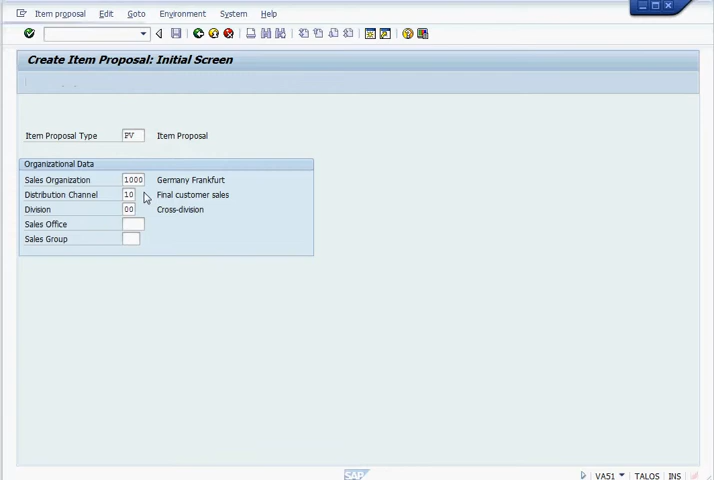 Item proposal Edit Goto Environment System Help
Create Item Proposal: Initial Screen
Item Proposal Type PV Item Proposal
Organizational Data
Sales Organization 1000 Germany Frankfurt
Distribution Channel 10 Final customer sales
Division 00 Cross-division
Sales Office
Sales Group
SAP VA51 TALOS INS